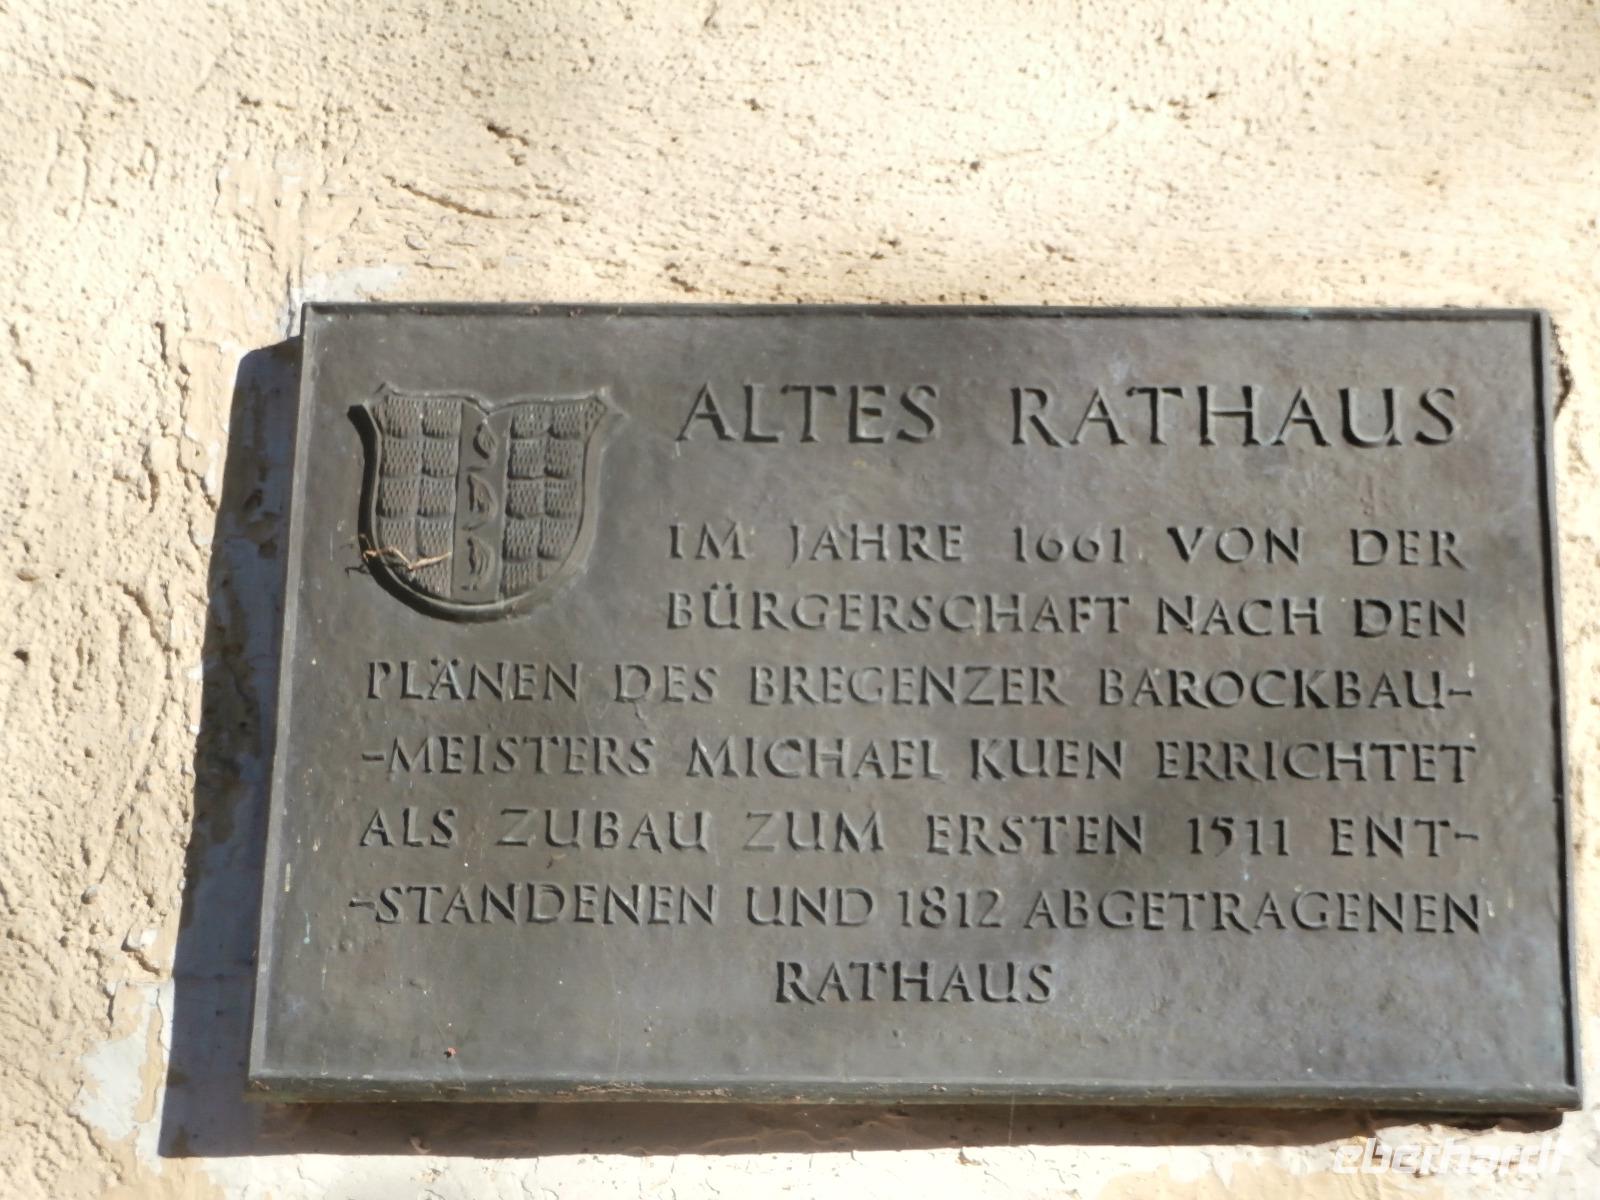 ALTES RATHAUS
IM JAHRE 1661 VON DER
BÜRGERSCHAFT NACH DEN
PLÄNEN DES BREGENZER BAROCKBAU-
-MEISTERS MICHAEL KUEN ERRICHTET
ALS ZUBAU ZUM ERSTEN 1511 ENT-
-STANDENEN UND 1812 ABGETRAGENEN
RATHAUS
eberhardt